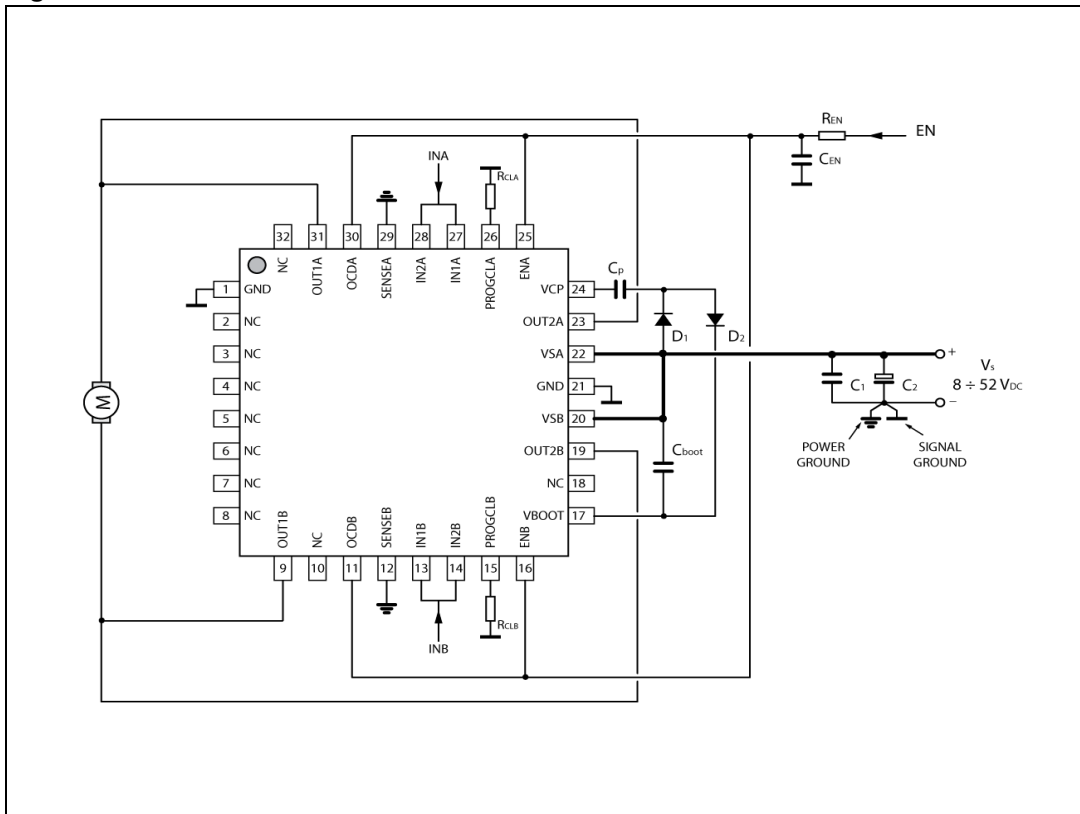 REN
EN
CEN
INA
RCLA
32
31
30
29
28
27
26
25
NC
OUT1A
OCDA
SENSEA
IN2A
IN1A
PROGCLA
ENA
1 GND
2 NC
3 NC
4 NC
5 NC
6 NC
7 NC
8 NC
VCP 24
OUT2A 23
VSA 22
GND 21
VSB 20
OUT2B 19
NC 18
VBOOT 17
Cp
D1
D2
Cboot
C1
C2
+
Vs
8 ÷ 52 VDC
–
POWER
GROUND
SIGNAL
GROUND
M
OUT1B
NC
OCDB
SENSEB
IN1B
IN2B
PROGCLB
ENB
9
10
11
12
13
14
15
16
RCLB
INB